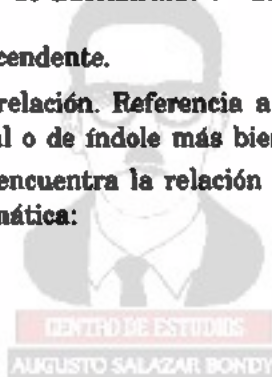 cendente.
relación. Referencia a
al o de índole más bien
encuentra la relación
mática:
CENTRO DE ESTUDIOS
AUGUSTO SALAZAR BONDY